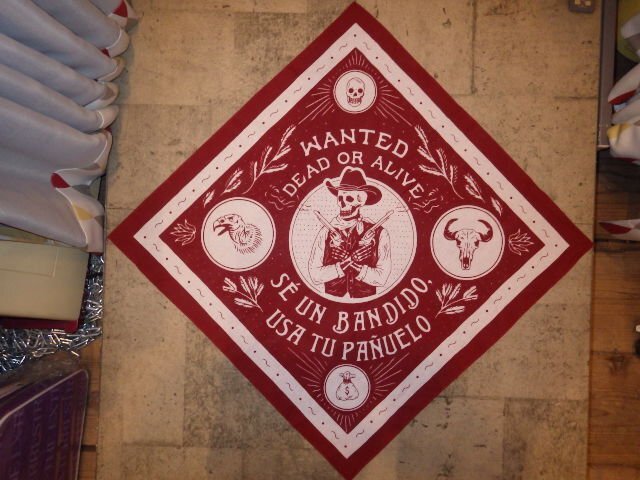 WANTED
DEAD OR ALIVE
SÉ UN BANDIDO,
USA TU PAÑUELO
$